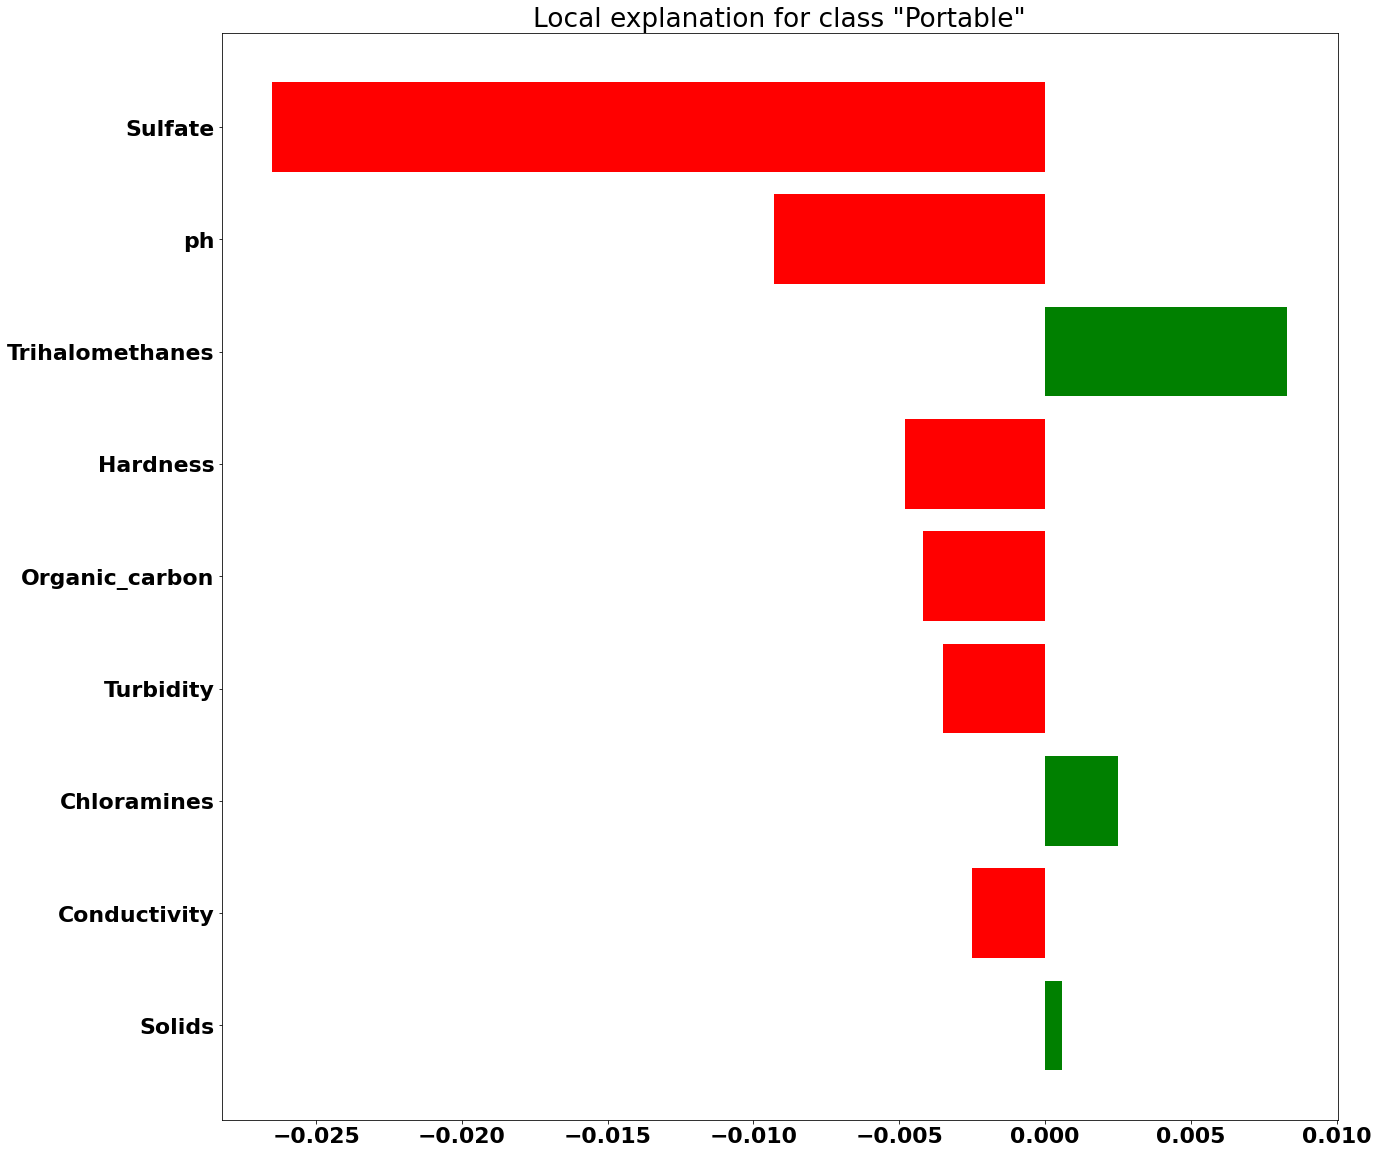 Local explanation for class "Portable"
Sulfate
ph
Trihalomethanes
Hardness
Organic_carbon
Turbidity
Chloramines
Conductivity
Solids
−0.025 −0.020 −0.015 −0.010 −0.005 0.000 0.005 0.010